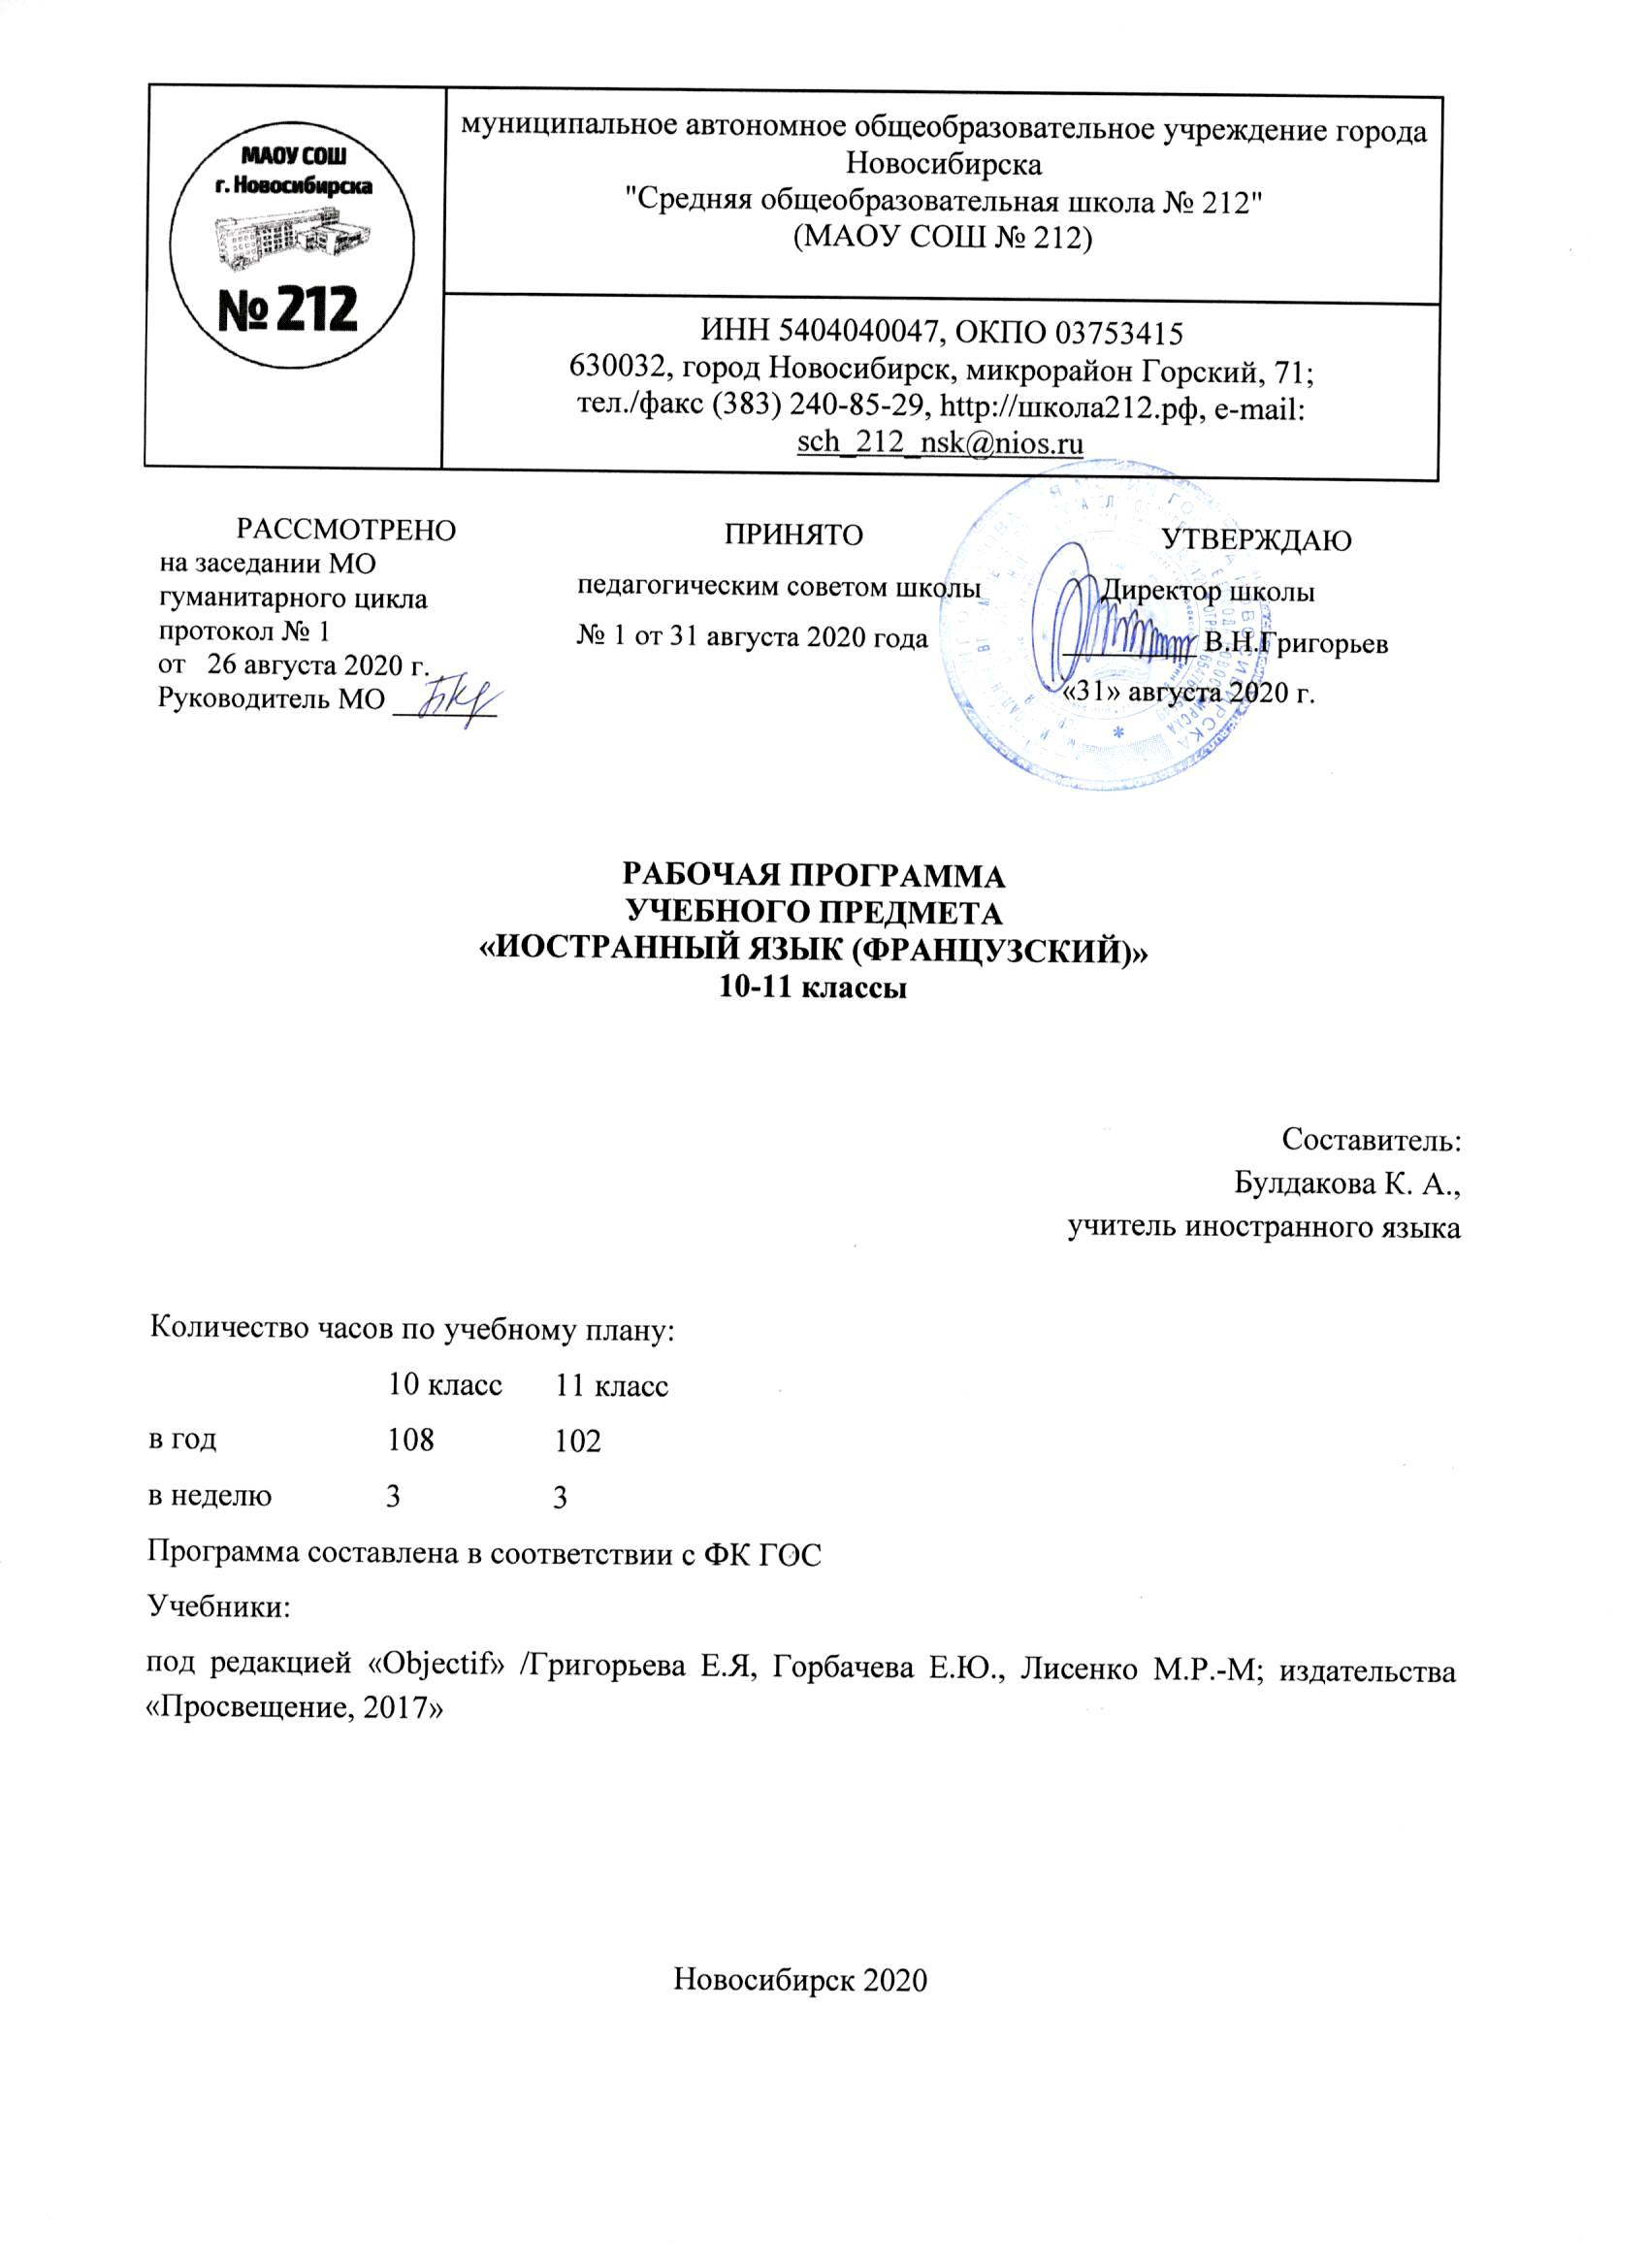 МАОУ СОШ
г. Новосибирска
№ 212
муниципальное автономное общеобразовательное учреждение города
Новосибирска
"Средняя общеобразовательная школа № 212"
(МАОУ СОШ № 212)
ИНН 5404040047, ОКПО 03753415
630032, город Новосибирск, микрорайон Горский, 71;
тел./факс (383) 240-85-29, http://школа212.рф, e-mail:
sch_212_nsk@nios.ru
РАССМОТРЕНО
на заседании МО
гуманитарного цикла
протокол № 1
от 26 августа 2020 г.
Руководитель МО _______
ПРИНЯТО
педагогическим советом школы
№ 1 от 31 августа 2020 года
УТВЕРЖДАЮ
Директор школы
_________ В.Н.Григорьев
«31» августа 2020 г.
РАБОЧАЯ ПРОГРАММА
УЧЕБНОГО ПРЕДМЕТА
«ИОСТРАННЫЙ ЯЗЫК (ФРАНЦУЗСКИЙ)»
10-11 классы
Составитель:
Булдакова К. А.,
учитель иностранного языка
Количество часов по учебному плану:
10 класс 11 класс
в год 108 102
в неделю 3 3
Программа составлена в соответствии с ФК ГОС
Учебники:
под редакцией «Objectif» /Григорьева Е.Я, Горбачева Е.Ю., Лисенко М.Р.-М; издательства
«Просвещение, 2017»
Новосибирск 2020